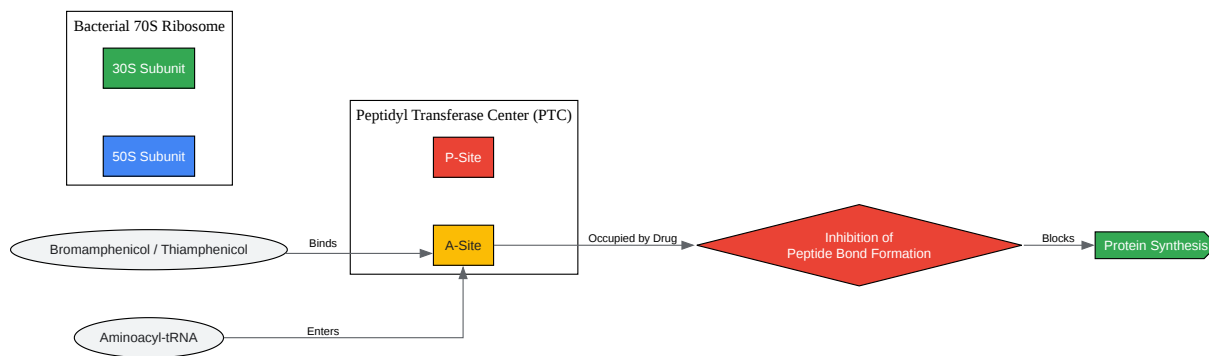 Bacterial 70S Ribosome
30S Subunit
50S Subunit
Peptidyl Transferase Center (PTC)
P-Site
A-Site
Bromamphenicol / Thiamphenicol
Binds
Aminoacyl-tRNA
Enters
Occupied by Drug
Inhibition of
Peptide Bond Formation
Blocks
Protein Synthesis